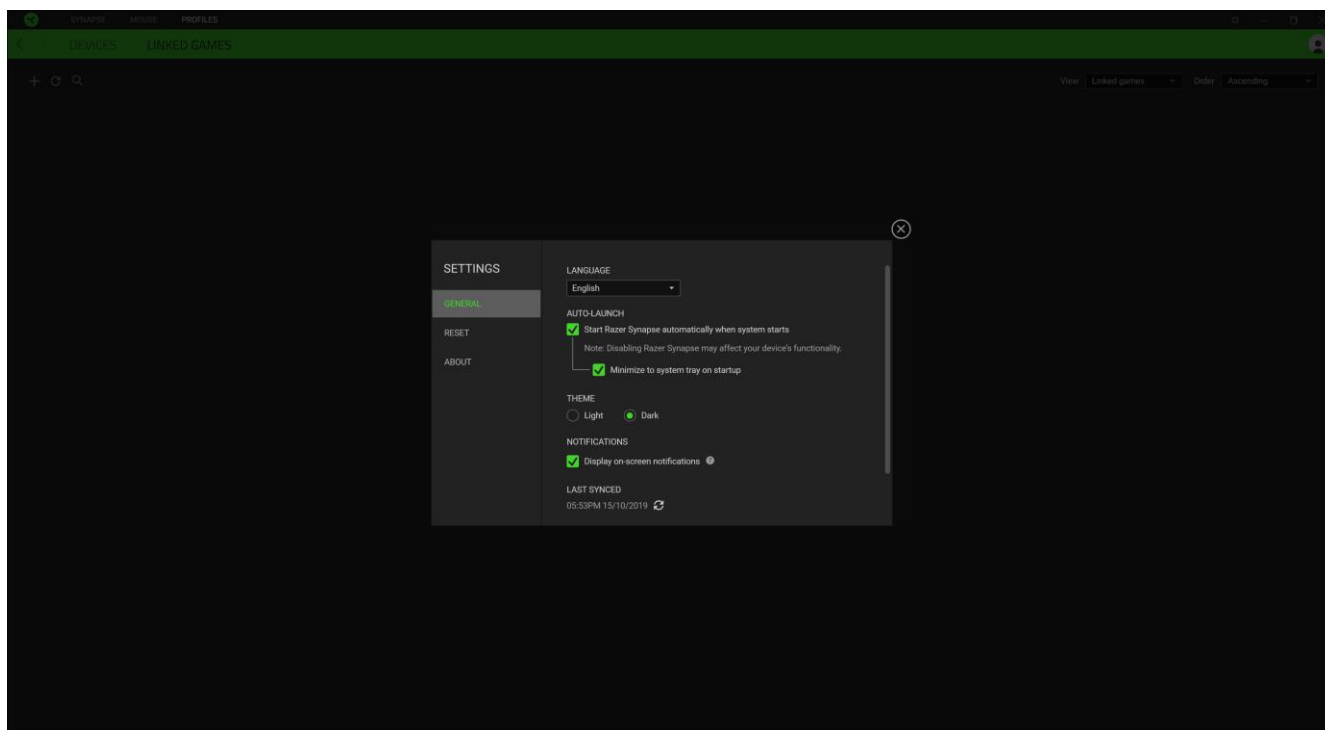 SYNAPSE MOUSE PROFILES
DEVICES LINKED GAMES
View Linked games Order Ascending
SETTINGS
GENERAL
RESET
ABOUT
LANGUAGE
English
AUTO-LAUNCH
Start Razer Synapse automatically when system starts
Note: Disabling Razer Synapse may affect your device's functionality.
Minimize to system tray on startup
THEME
Light Dark
NOTIFICATIONS
Display on-screen notifications ?
LAST SYNCED
05:53PM 15/10/2019